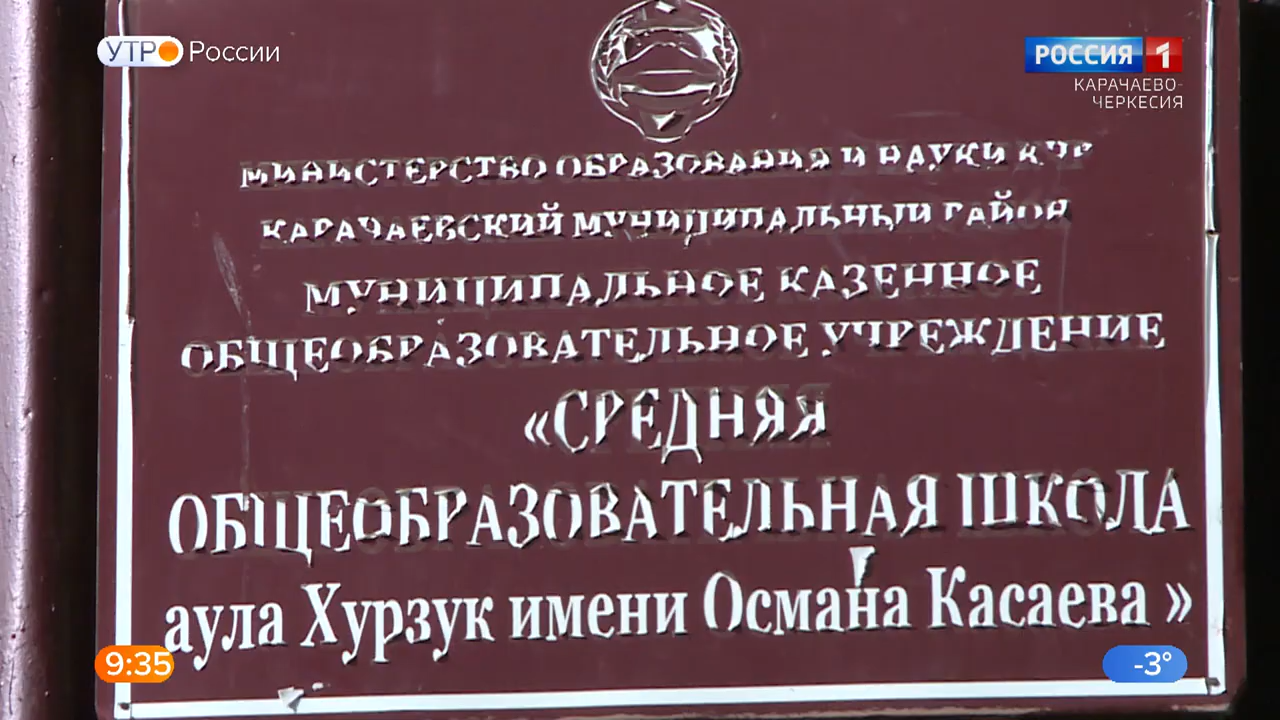 УТРО России
РОССИЯ 1
КАРАЧАЕВО-
ЧЕРКЕСИЯ
МИНИСТЕРСТВО ОБРАЗОВАНИЯ И НАУКИ КЧР
КАРАЧАЕВСКИЙ МУНИЦИПАЛЬНЫЙ РАЙОН
МУНИЦИПАЛЬНОЕ КАЗЕННОЕ
ОБЩЕОБРАЗОВАТЕЛЬНОЕ УЧРЕЖДЕНИЕ
«СРЕДНЯЯ
ОБЩЕОБРАЗОВАТЕЛЬНАЯ ШКОЛА
аула Хурзук имени Османа Касаева »
9:35
-3°